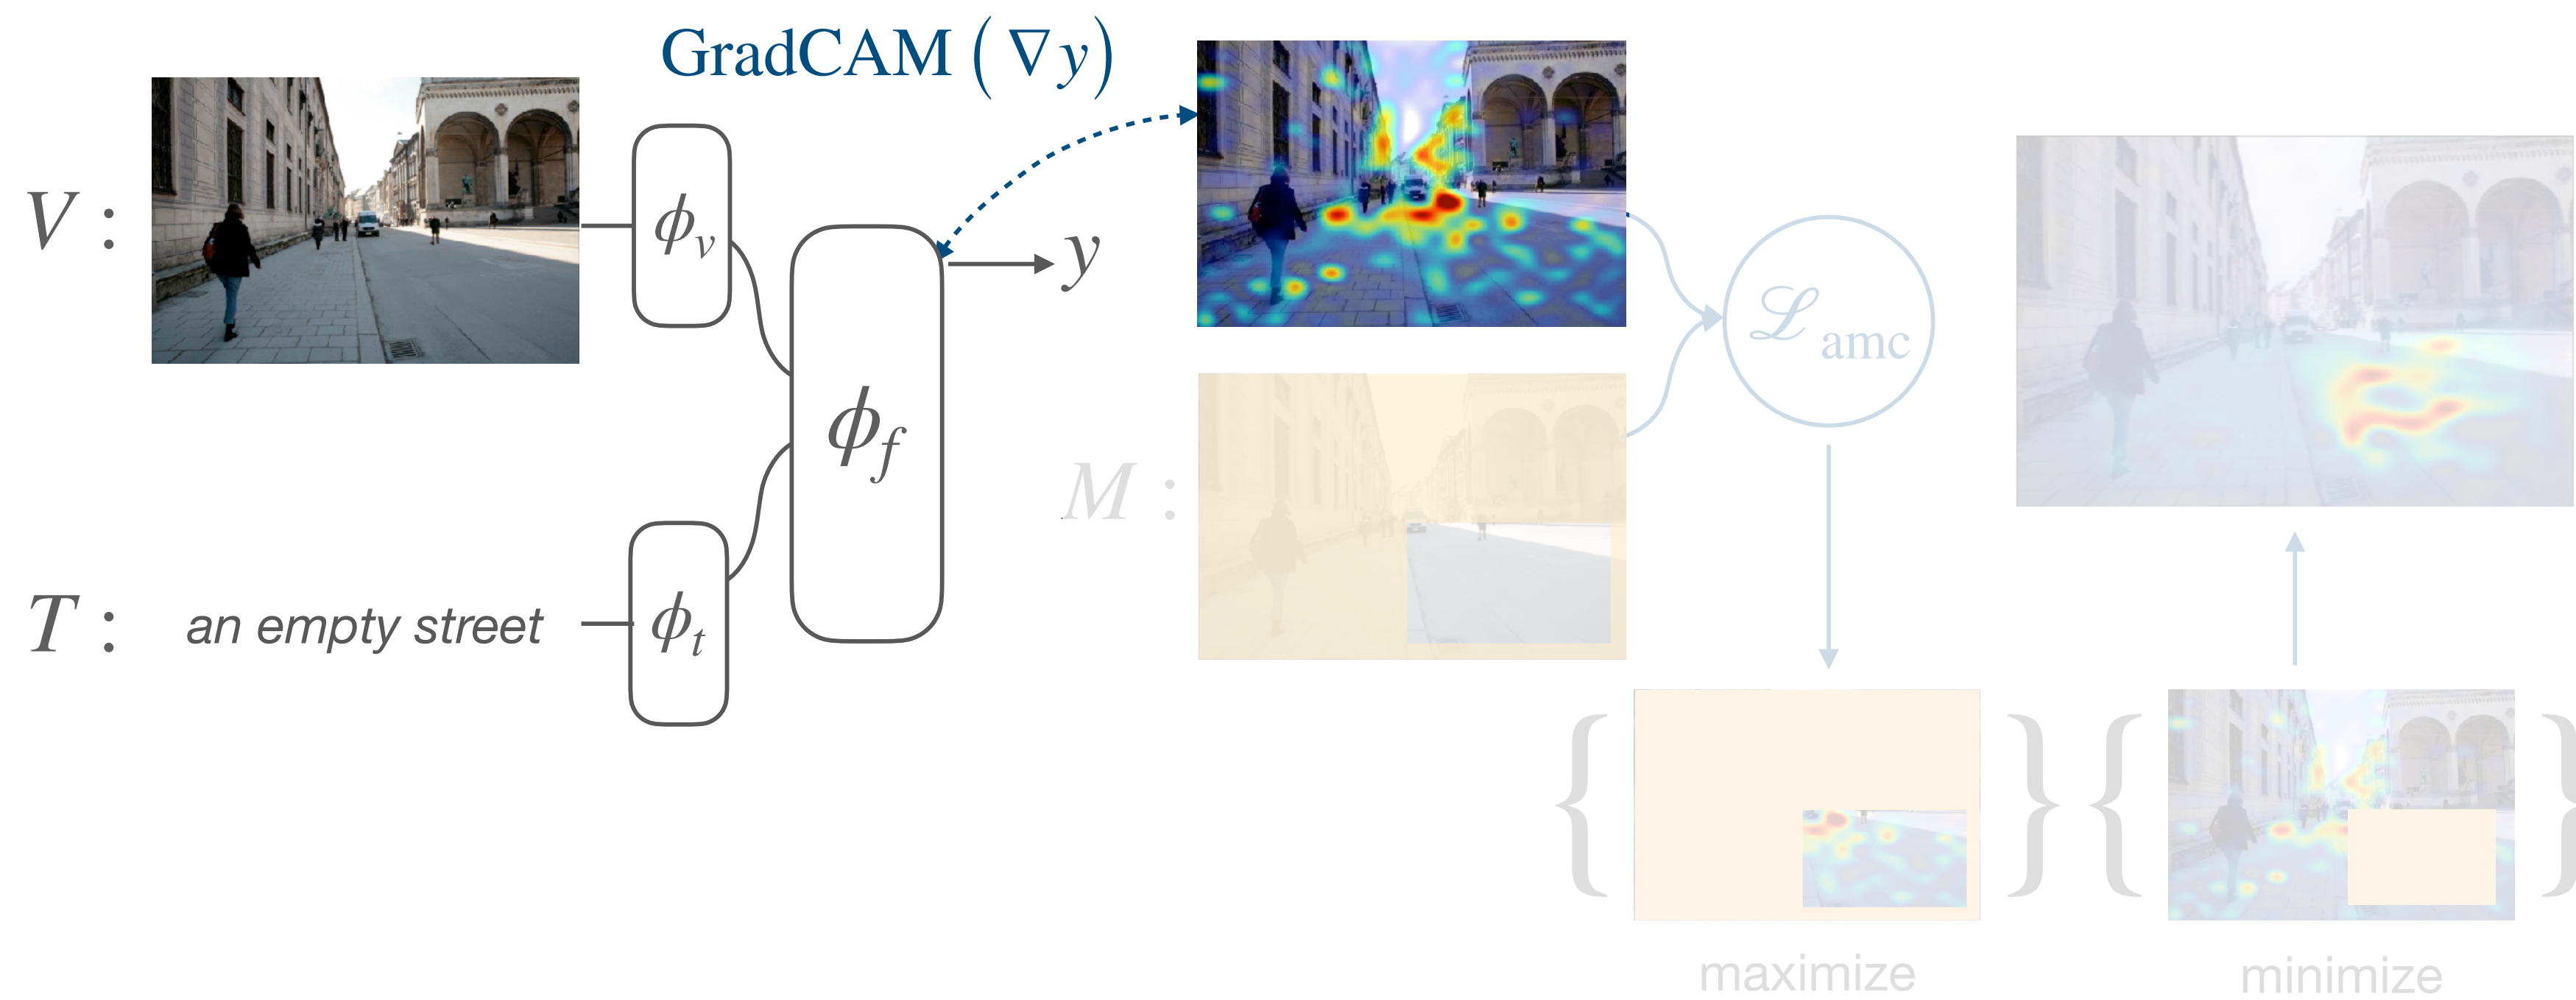 GradCAM ( ∇y )
V :
ϕv
y
ϕf
ℒamc
M :
T :
an empty street
ϕt
{
}
{
}
maximize
minimize